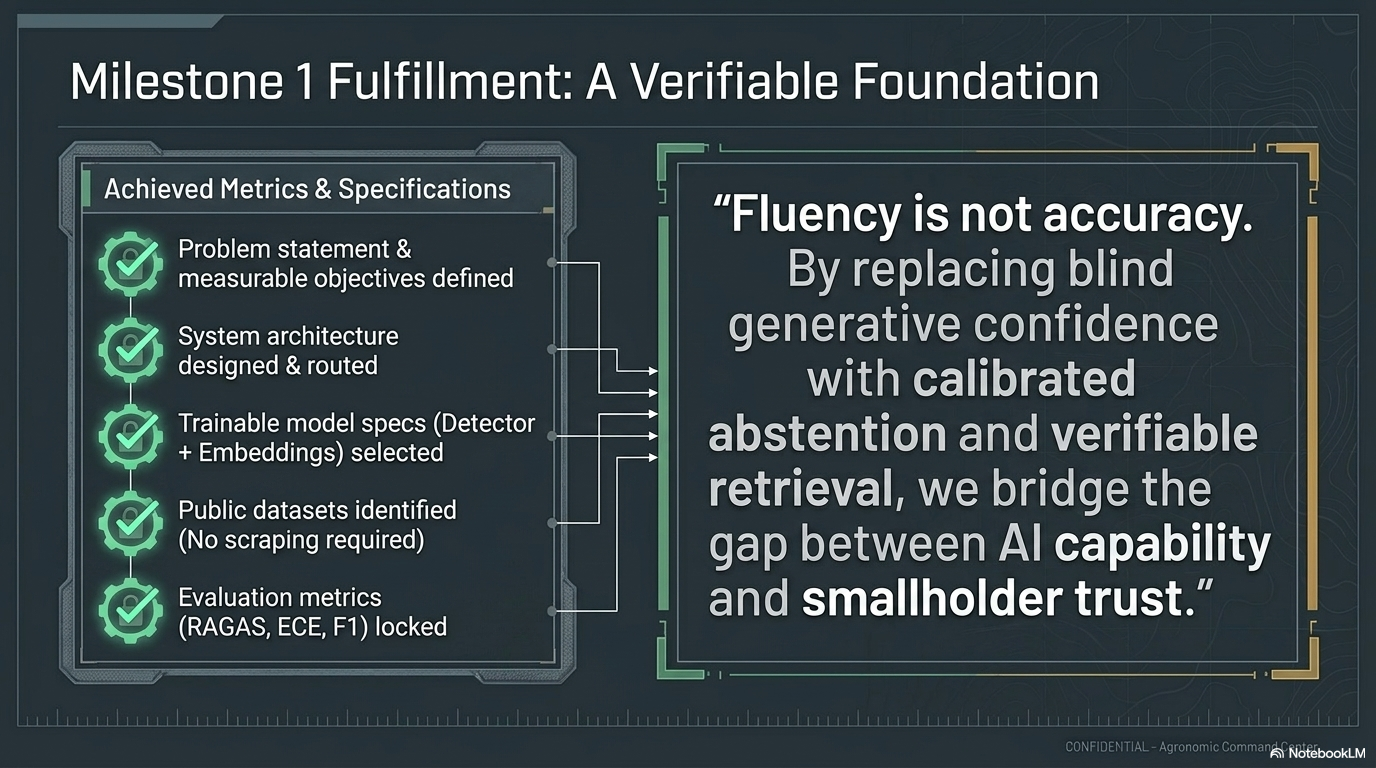 Milestone 1 Fulfillment: A Verifiable Foundation
Achieved Metrics & Specifications
Problem statement &
measurable objectives defined
System architecture
designed & routed
Trainable model specs (Detector
+ Embeddings) selected
Public datasets identified
(No scraping required)
Evaluation metrics
(RAGAS, ECE, F1) locked
“Fluency is not accuracy.
By replacing blind
generative confidence
with calibrated
abstention and verifiable
retrieval, we bridge the
gap between AI capability
and smallholder trust.”
CONFIDENTIAL - Agronomic Command Center
NotebookLM